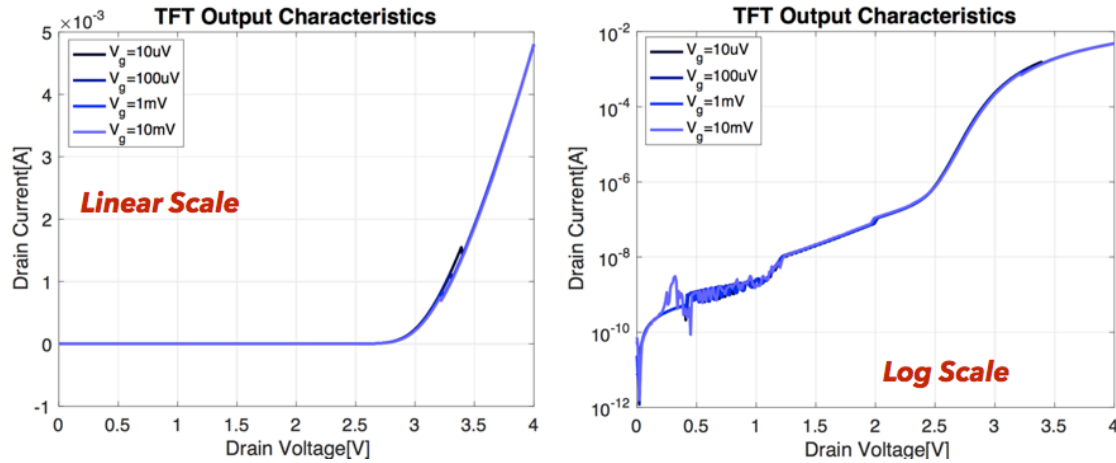 TFT Output Characteristics
×10⁻³
5
4
3
2
1
0
-1
Drain Current[A]
V_g=10uV
V_g=100uV
V_g=1mV
V_g=10mV
Linear Scale
0 0.5 1 1.5 2 2.5 3 3.5 4
Drain Voltage[V]
TFT Output Characteristics
10⁻²
10⁻⁴
10⁻⁶
10⁻⁸
10⁻¹⁰
10⁻¹²
Drain Current[A]
V_g=10uV
V_g=100uV
V_g=1mV
V_g=10mV
Log Scale
0 0.5 1 1.5 2 2.5 3 3.5 4
Drain Voltage[V]